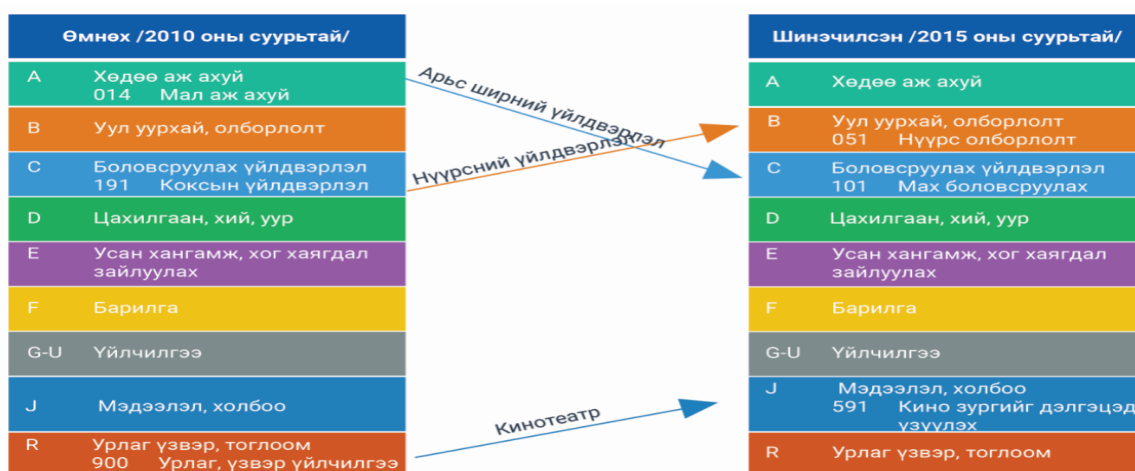 Өмнөх /2010 оны суурьтай/
A Хөдөө аж ахуй
014 Мал аж ахуй
B Уул уурхай, олборлолт
C Боловсруулах үйлдвэрлэл
191 Коксын үйлдвэрлэл
D Цахилгаан, хий, уур
E Усан хангамж, хог хаягдал
зайлуулах
F Барилга
G-U Үйлчилгээ
J Мэдээлэл, холбоо
R Урлаг үзвэр, тоглоом
900 Урлаг, үзвэр үйлчилгээ
Арьс ширний үйлдвэрлэл
Нүүрсний үйлдвэрлэл
Кинотеатр
Шинэчилсэн /2015 оны суурьтай/
A Хөдөө аж ахуй
B Уул уурхай, олборлолт
051 Нүүрс олборлолт
C Боловсруулах үйлдвэрлэл
101 Мах боловсруулах
D Цахилгаан, хий, уур
E Усан хангамж, хог хаягдал
зайлуулах
F Барилга
G-U Үйлчилгээ
J Мэдээлэл, холбоо
591 Кино зургийг дэлгэцэд
үзүүлэх
R Урлаг үзвэр, тоглоом